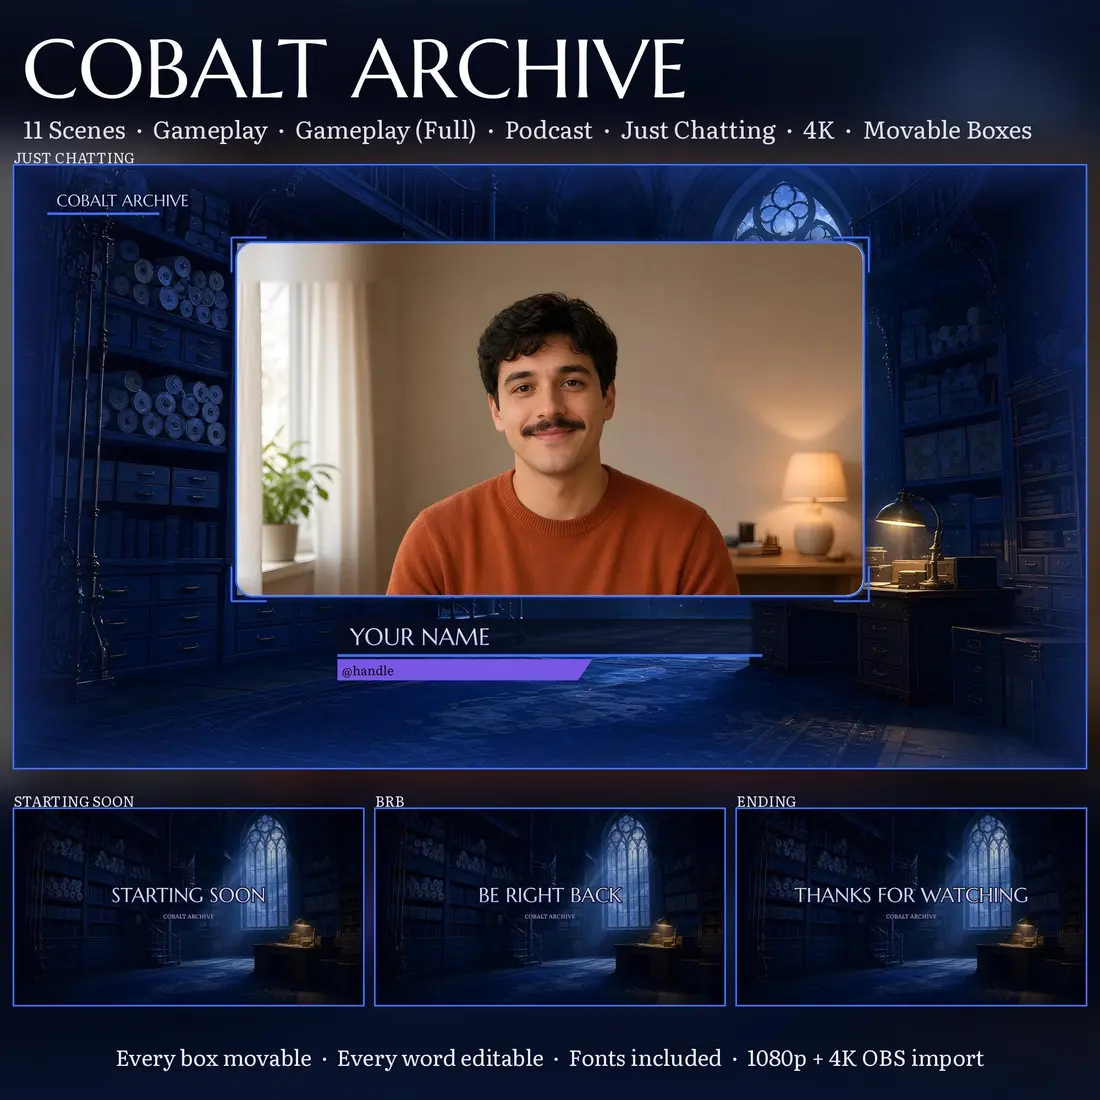 COBALT ARCHIVE
11 Scenes · Gameplay · Gameplay (Full) · Podcast · Just Chatting · 4K · Movable Boxes
JUST CHATTING
COBALT ARCHIVE
YOUR NAME
@handle
STARTING SOON
BRB
ENDING
STARTING SOON
COBALT ARCHIVE
BE RIGHT BACK
COBALT ARCHIVE
THANKS FOR WATCHING
COBALT ARCHIVE
Every box movable · Every word editable · Fonts included · 1080p + 4K OBS import